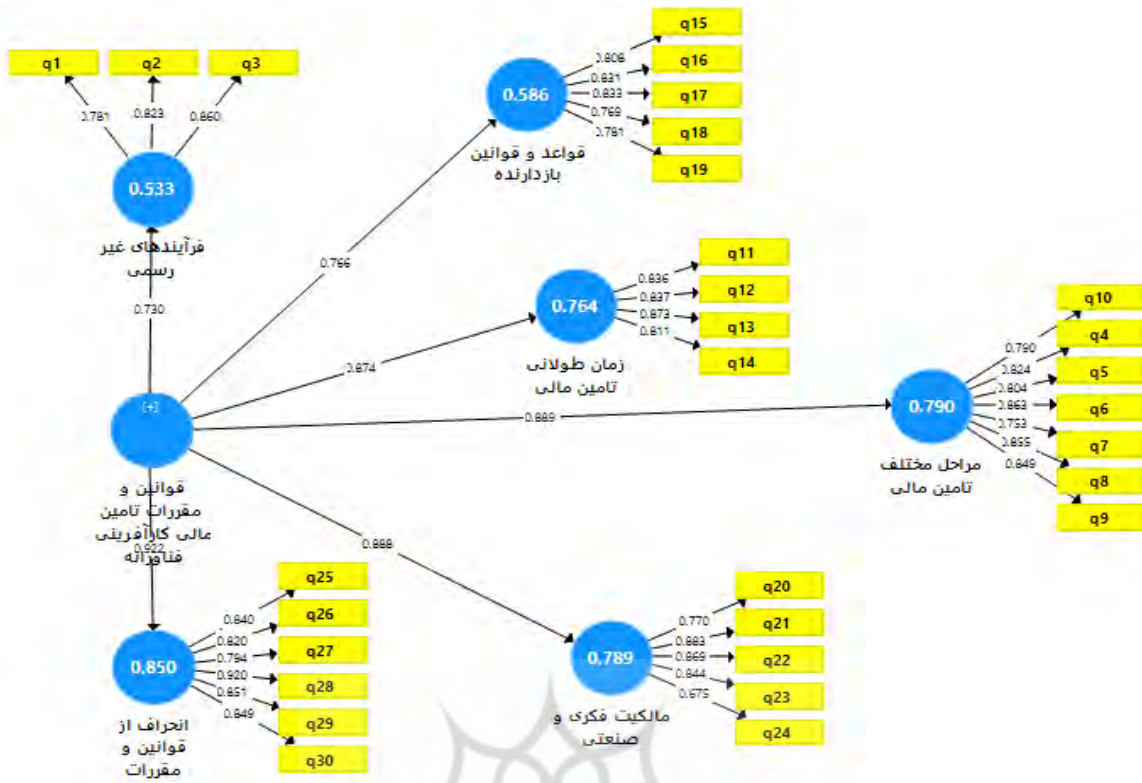 q15
q16
q17
q18
q19
0.808
0.831
0.833
0.769
0.781
0.586
قواعد و قوانین
بازدارنده
q1
q2
q3
0.781
0.823
0.860
0.533
فرآیندهای غیر
رسمی
0.730
0.766
q11
q12
q13
q14
0.836
0.837
0.873
0.811
0.764
زمان طولانی
تامین مالی
0.874
q10
q4
q5
q6
q7
q8
q9
0.790
0.824
0.804
0.863
0.753
0.855
0.849
0.790
مراحل مختلف
تامین مالی
0.889
[+]
قوانین و
مقررات تامین
مالی کارآفرینی
فناورانه
0.922
0.888
q25
q26
q27
q28
q29
q30
0.840
0.820
0.794
0.920
0.851
0.849
0.850
انحراف از
قوانین و
مقررات
q20
q21
q22
q23
q24
0.770
0.883
0.869
0.844
0.675
0.789
مالکیت فکری و
صنعتی